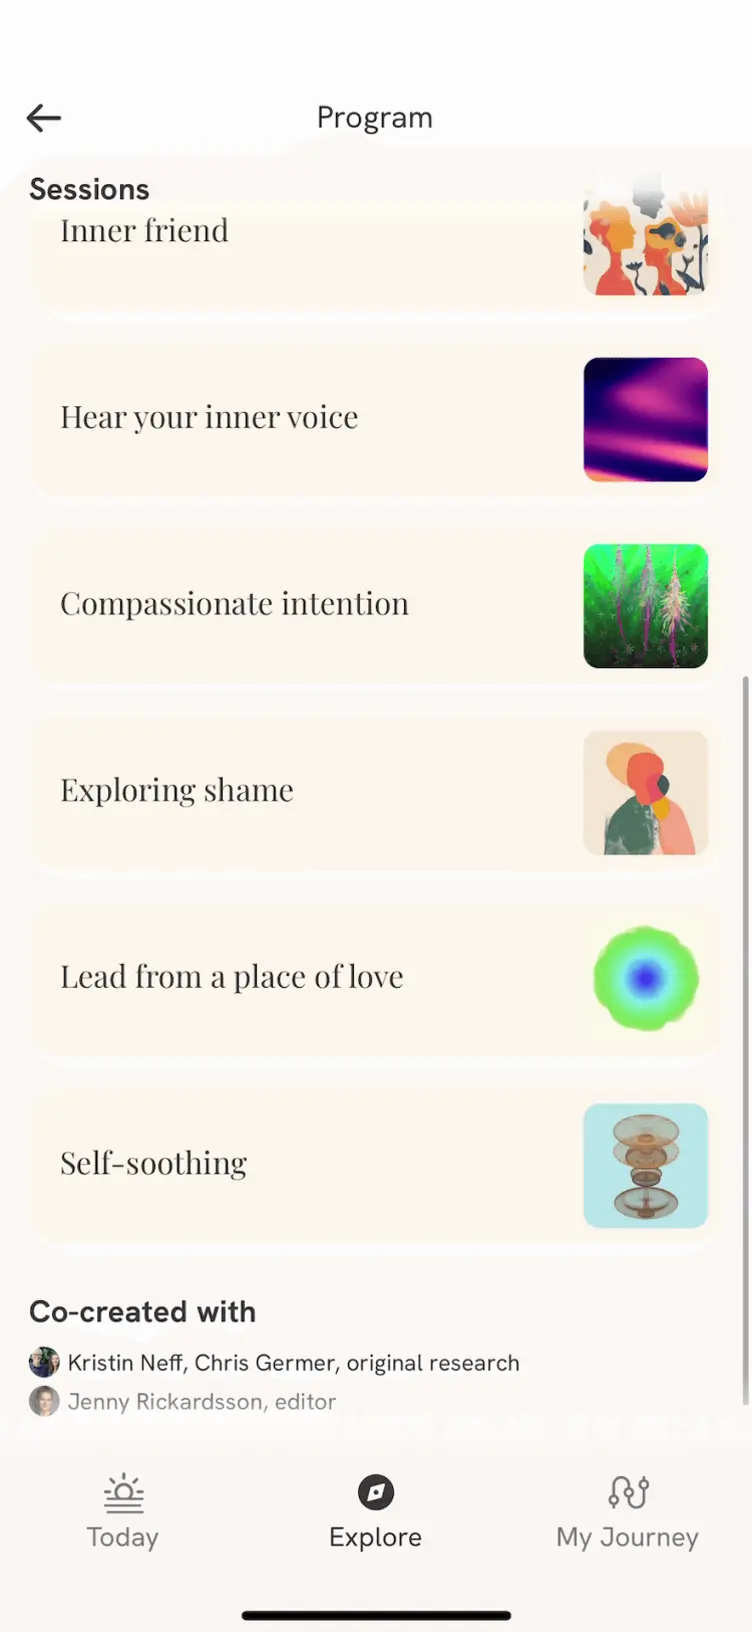 Program
Sessions
Inner friend
Hear your inner voice
Compassionate intention
Exploring shame
Lead from a place of love
Self-soothing
Co-created with
Kristin Neff, Chris Germer, original research
Jenny Rickardsson, editor
Today
Explore
My Journey